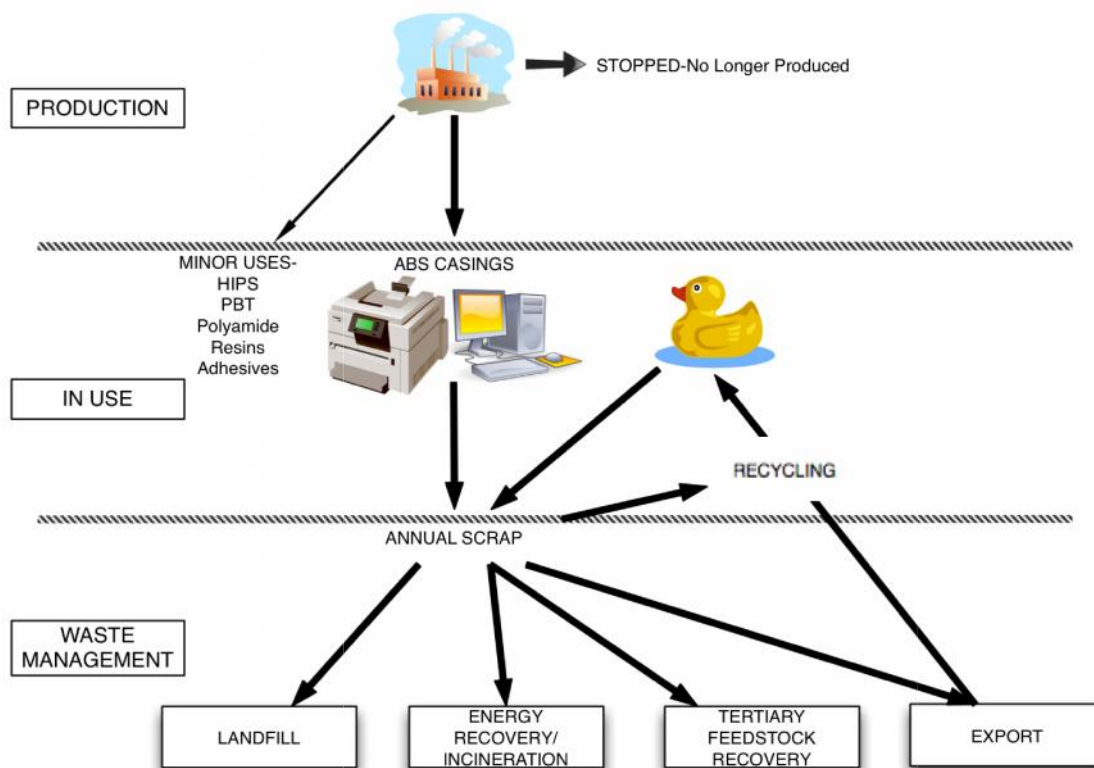 STOPPED-No Longer Produced
PRODUCTION
MINOR USES-
HIPS
PBT
Polyamide
Resins
Adhesives
ABS CASINGS
IN USE
RECYCLING
ANNUAL SCRAP
WASTE
MANAGEMENT
LANDFILL
ENERGY
RECOVERY/
INCINERATION
TERTIARY
FEEDSTOCK
RECOVERY
EXPORT